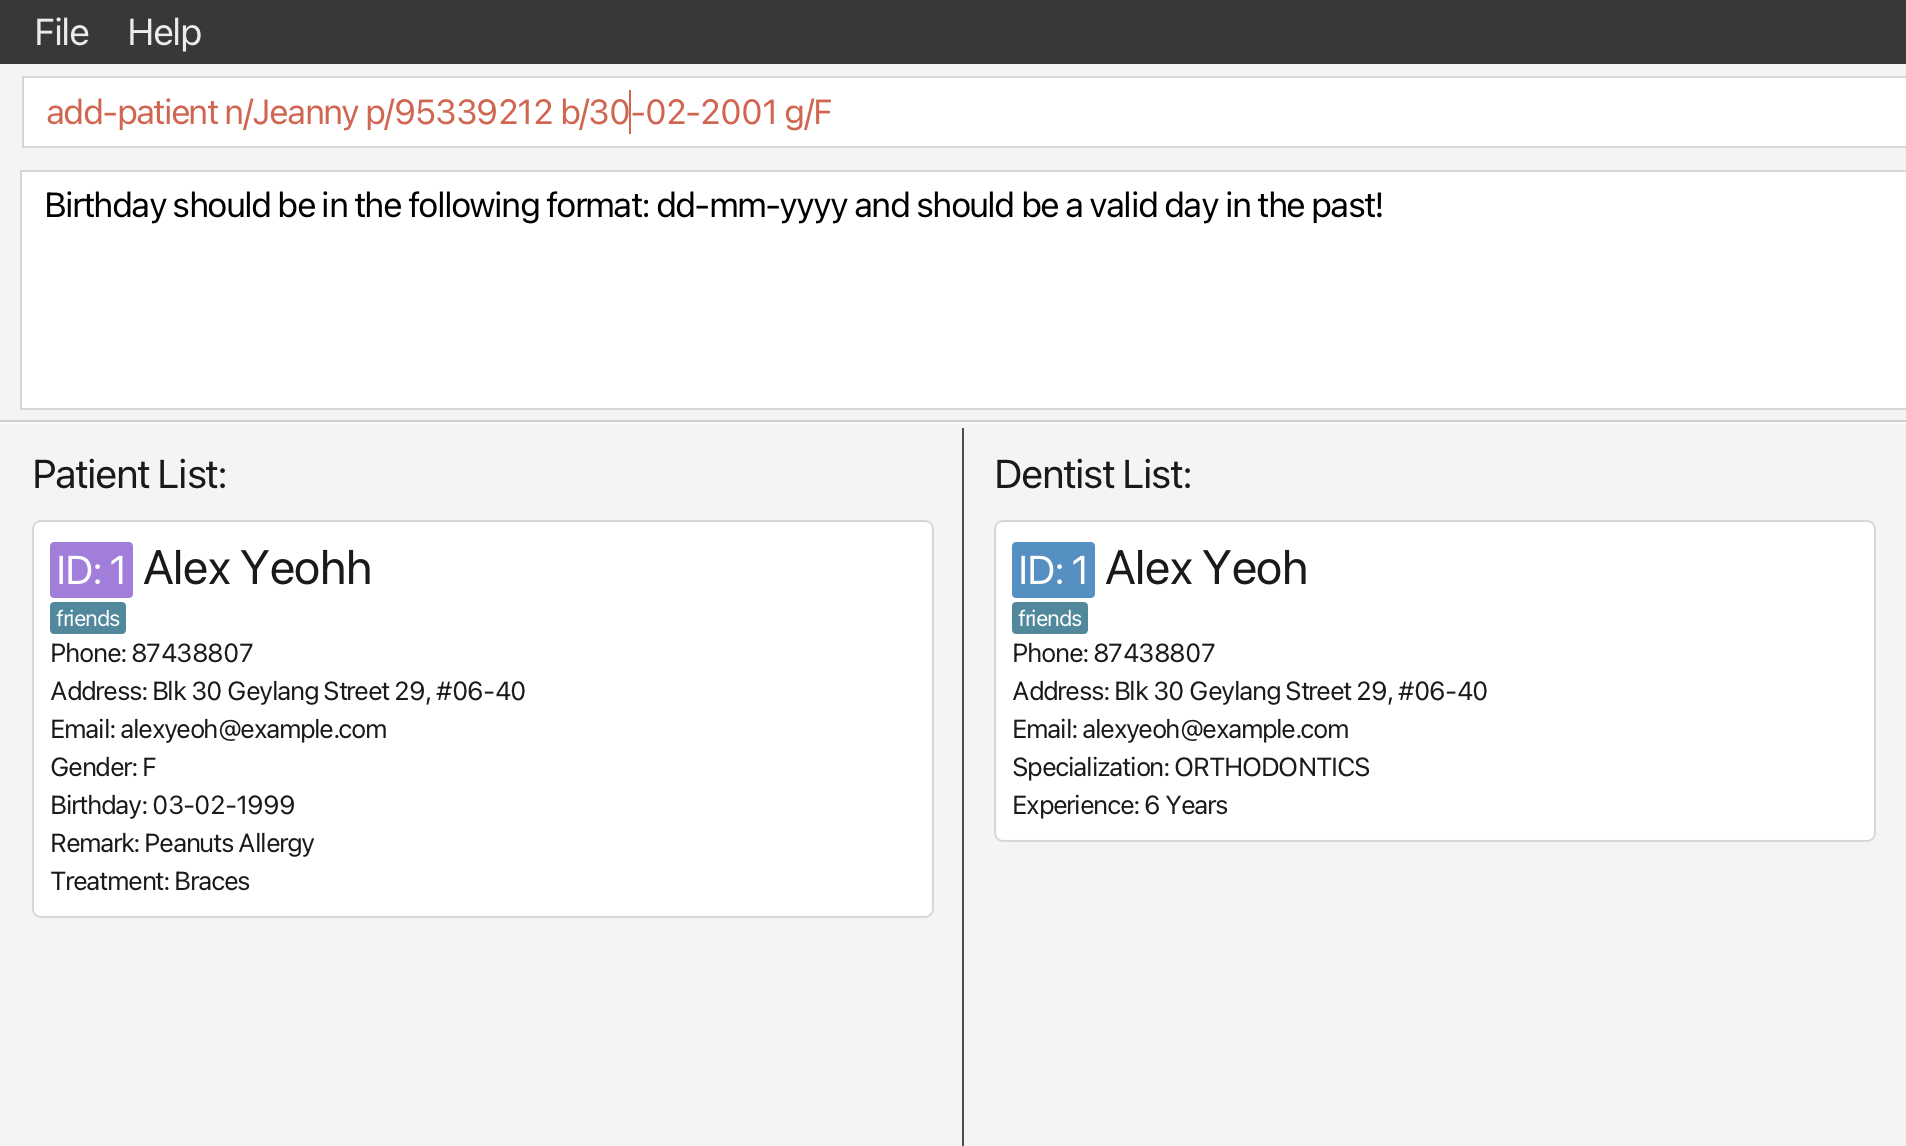 File Help
add-patient n/Jeanny p/95339212 b/30-02-2001 g/F
Birthday should be in the following format: dd-mm-yyyy and should be a valid day in the past!
Patient List:
ID: 1 Alex Yeohh
friends
Phone: 87438807
Address: Blk 30 Geylang Street 29, #06-40
Email: alexyeoh@example.com
Gender: F
Birthday: 03-02-1999
Remark: Peanuts Allergy
Treatment: Braces
Dentist List:
ID: 1 Alex Yeoh
friends
Phone: 87438807
Address: Blk 30 Geylang Street 29, #06-40
Email: alexyeoh@example.com
Specialization: ORTHODONTICS
Experience: 6 Years